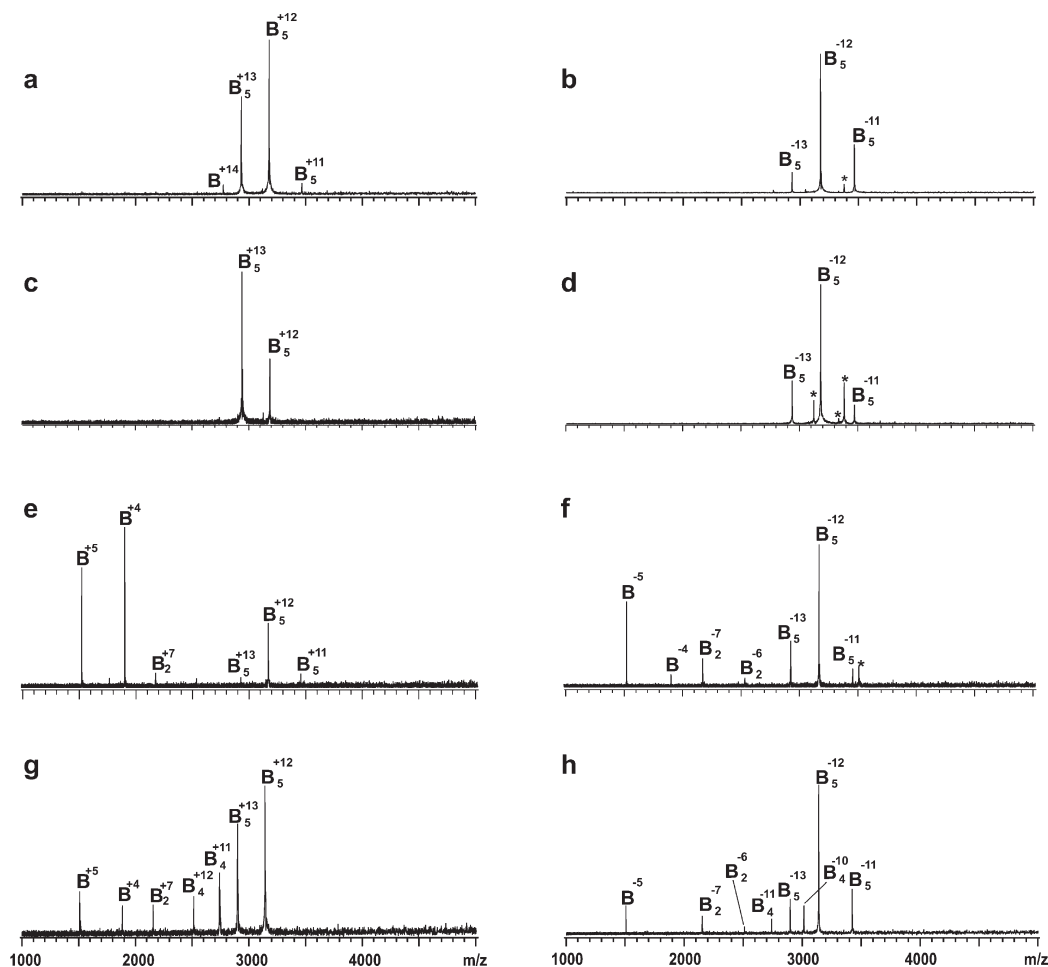 a
B5+12
B5+13
B+14
B5+11
b
B5-12
B5-11
B5-13
*
c
B5+13
B5+12
d
B5-12
B5-13
*
*
*
B5-11
e
B+4
B+5
B5+12
B2+7
B5+13
B5+11
f
B5-12
B-5
B5-13
B2-7
B-4
B2-6
B5-11
*
g
B5+12
B5+13
B4+11
B+5
B+4
B2+7
B4+12
1000 2000 3000 4000 m/z
h
B5-12
B2-6
B4-10
B5-11
B5-13
B-5
B2-7
B4-11
1000 2000 3000 4000 m/z